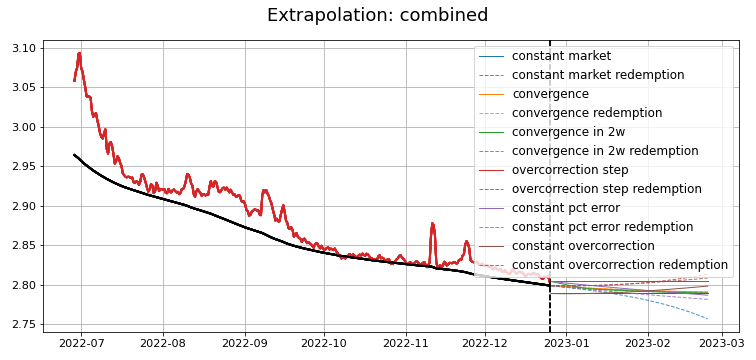 Extrapolation: combined
3.10
3.05
3.00
2.95
2.90
2.85
2.80
2.75
constant market
constant market redemption
convergence
convergence redemption
convergence in 2w
convergence in 2w redemption
overcorrection step
overcorrection step redemption
constant pct error
constant pct error redemption
constant overcorrection
constant overcorrection redemption
2022-07 2022-08 2022-09 2022-10 2022-11 2022-12 2023-01 2023-02 2023-03